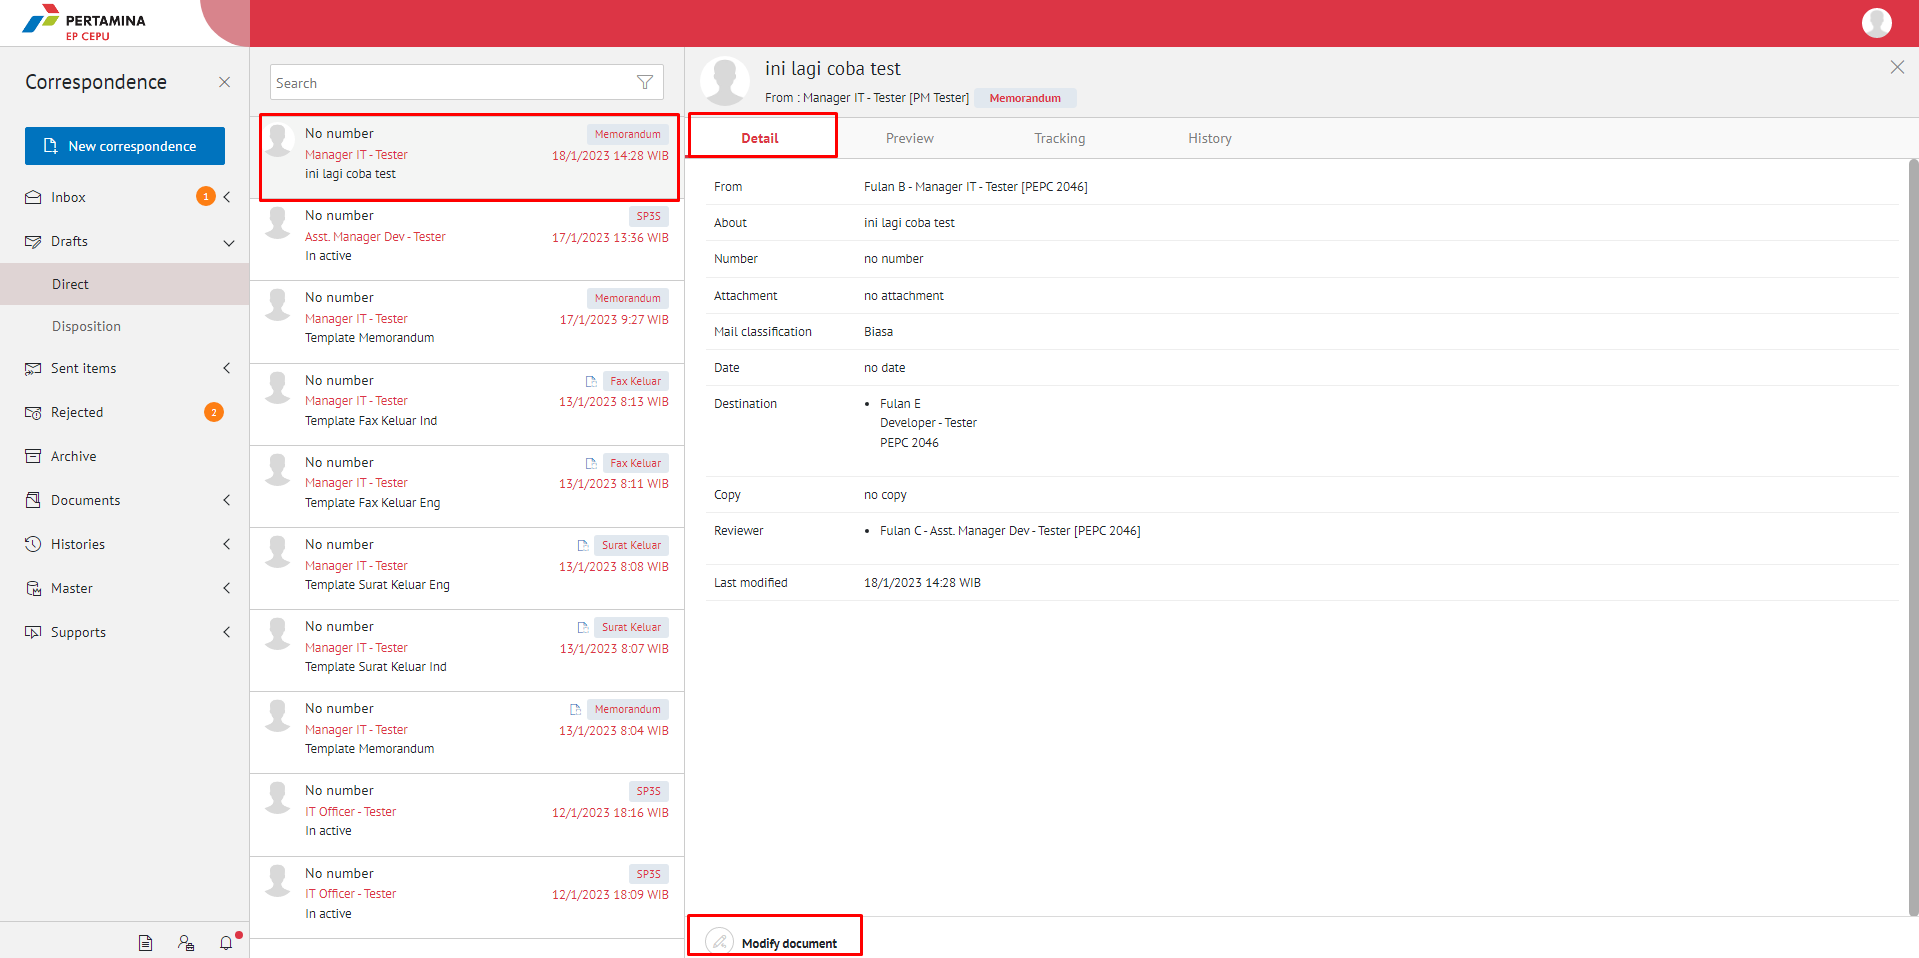 PERTAMINA
EP CEPU
Correspondence
New correspondence
Inbox 1
Drafts
Direct
Disposition
Sent items
Rejected 2
Archive
Documents
Histories
Master
Supports
Search
No number Memorandum
Manager IT - Tester 18/1/2023 14:28 WIB
ini lagi coba test
No number SP3S
Asst. Manager Dev - Tester 17/1/2023 13:36 WIB
In active
No number Memorandum
Manager IT - Tester 17/1/2023 9:27 WIB
Template Memorandum
No number Fax Keluar
Manager IT - Tester 13/1/2023 8:13 WIB
Template Fax Keluar Ind
No number Fax Keluar
Manager IT - Tester 13/1/2023 8:11 WIB
Template Fax Keluar Eng
No number Surat Keluar
Manager IT - Tester 13/1/2023 8:08 WIB
Template Surat Keluar Eng
No number Surat Keluar
Manager IT - Tester 13/1/2023 8:07 WIB
Template Surat Keluar Ind
No number Memorandum
Manager IT - Tester 13/1/2023 8:04 WIB
Template Memorandum
No number SP3S
IT Officer - Tester 12/1/2023 18:16 WIB
In active
No number SP3S
IT Officer - Tester 12/1/2023 18:09 WIB
In active
ini lagi coba test
From : Manager IT - Tester [PM Tester] Memorandum
Detail Preview Tracking History
From Fulan B - Manager IT - Tester [PEPC 2046]
About ini lagi coba test
Number no number
Attachment no attachment
Mail classification Biasa
Date no date
Destination • Fulan E
Developer - Tester
PEPC 2046
Copy no copy
Reviewer • Fulan C - Asst. Manager Dev - Tester [PEPC 2046]
Last modified 18/1/2023 14:28 WIB
Modify document